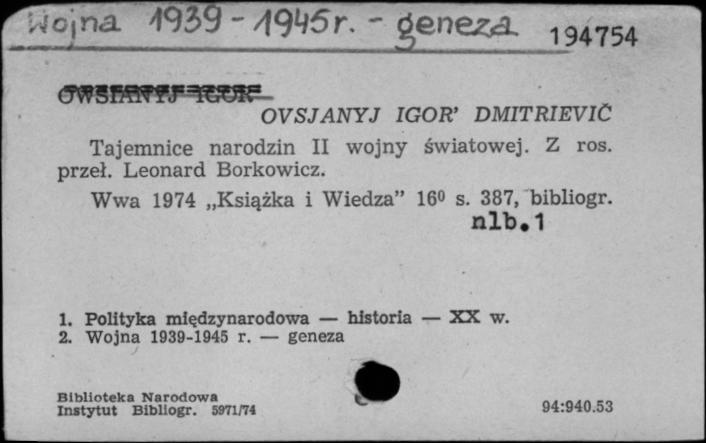 Wojna 1939-1945r. - geneza 194754
OWSIANYJ IGOR
OVSJANYJ IGOR' DMITRIEVIČ
Tajemnice narodzin II wojny światowej. Z ros.
przeł. Leonard Borkowicz.
Wwa 1974 „Książka i Wiedza” 16⁰ s. 387, bibliogr.
nlb.1
1. Polityka międzynarodowa — historia — XX w.
2. Wojna 1939-1945 r. — geneza
Biblioteka Narodowa
Instytut Bibliogr. 5971/74 94:940.53